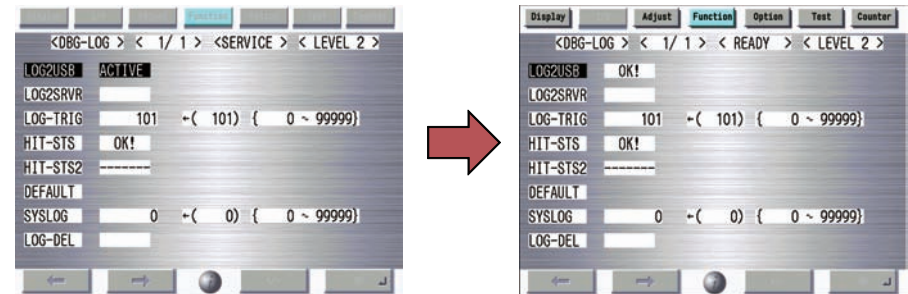 Function
<DBG-LOG > < 1/ 1 > <SERVICE > < LEVEL 2 >
LOG2USB ACTIVE
LOG2SRVR
LOG-TRIG 101 ←( 101) { 0 ~ 99999}
HIT-STS OK!
HIT-STS2 -------
DEFAULT
SYSLOG 0 ←( 0) { 0 ~ 99999}
LOG-DEL
Display Adjust Function Option Test Counter
<DBG-LOG > < 1/ 1 > < READY > < LEVEL 2 >
LOG2USB OK!
LOG2SRVR
LOG-TRIG 101 ←( 101) { 0 ~ 99999}
HIT-STS OK!
HIT-STS2 -------
DEFAULT
SYSLOG 0 ←( 0) { 0 ~ 99999}
LOG-DEL